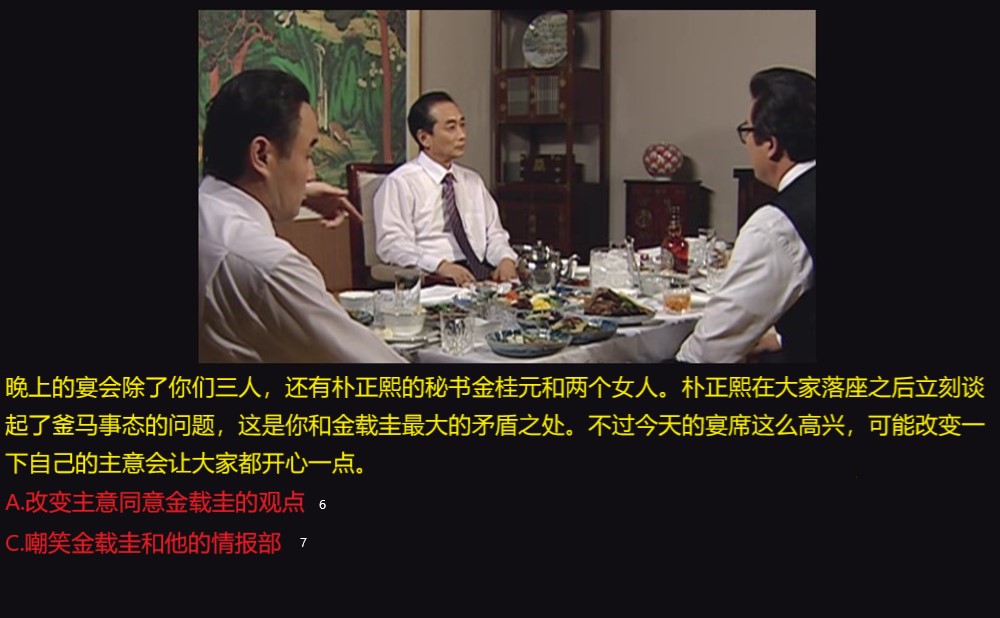 晚上的宴会除了你们三人，还有朴正熙的秘书金桂元和两个女人。朴正熙在大家落座之后立刻谈
起了釜马事态的问题，这是你和金载圭最大的矛盾之处。不过今天的宴席这么高兴，可能改变一
下自己的主意会让大家都开心一点。
A.改变主意同意金载圭的观点 6
C.嘲笑金载圭和他的情报部 7